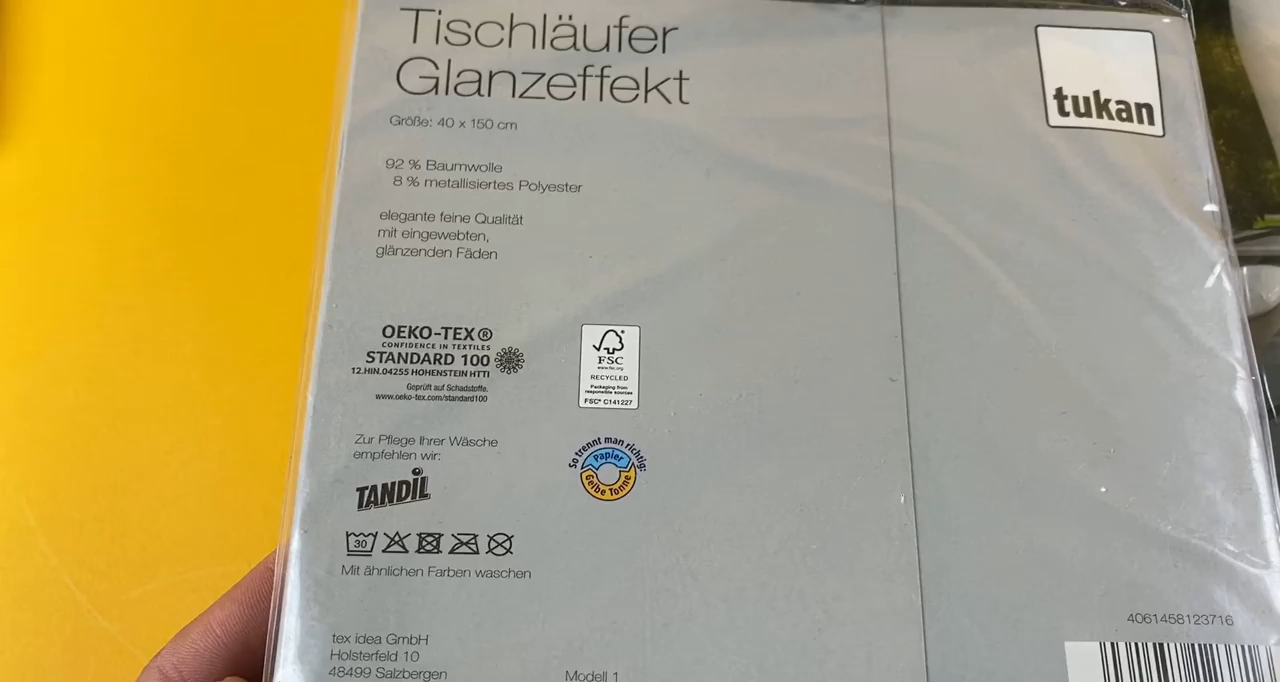 Tischläufer
Glanzeffekt
tukan
Größe: 40 x 150 cm
92 % Baumwolle
8 % metallisiertes Polyester
elegante feine Qualität
mit eingewebten,
glänzenden Fäden
OEKO-TEX®
CONFIDENCE IN TEXTILES
STANDARD 100
12.HIN.04255 HOHENSTEIN HTTI
Geprüft auf Schadstoffe.
www.oeko-tex.com/standard100
FSC
www.fsc.org
RECYCLED
Packaging from
responsible sources
FSC® C141227
Zur Pflege Ihrer Wäsche
empfehlen wir:
TANDIL
So trennt man richtig:
Papier
Gelbe Tonne
30
Mit ähnlichen Farben waschen
tex idea GmbH
Holsterfeld 10
48499 Salzbergen
Modell 1
4061458123716